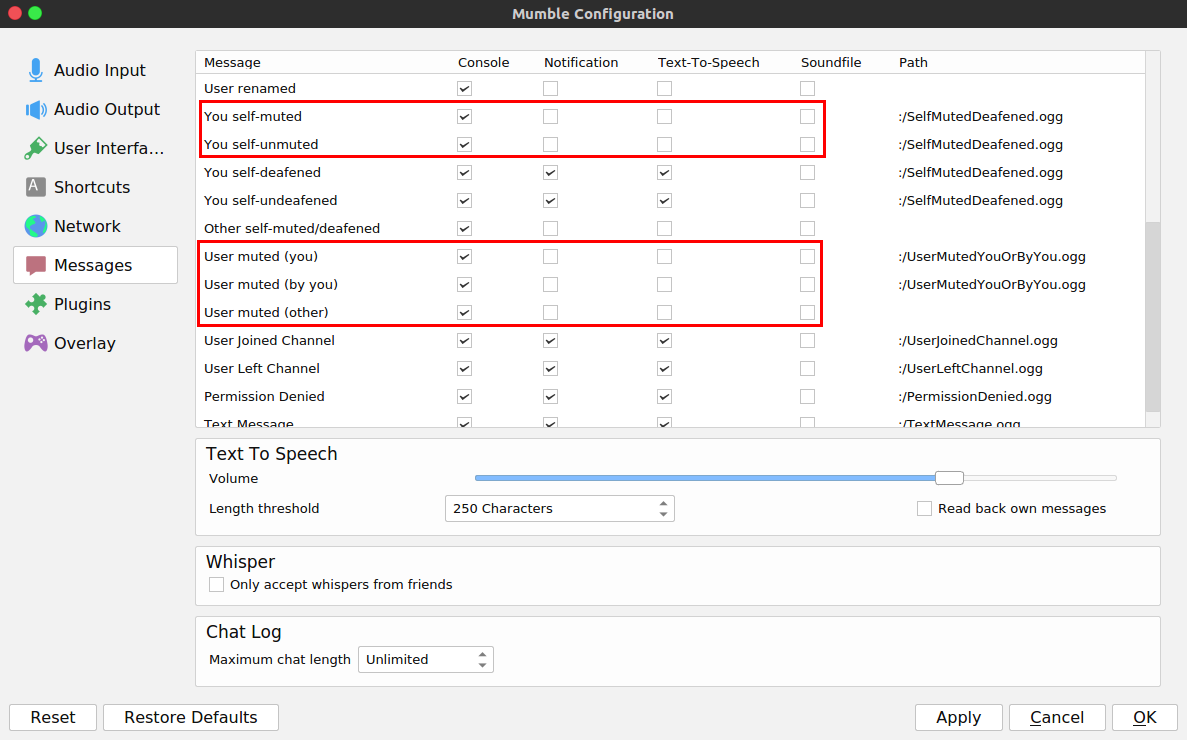 Mumble Configuration
Audio Input
Audio Output
User Interfa...
Shortcuts
Network
Messages
Plugins
Overlay
Message Console Notification Text-To-Speech Soundfile Path
User renamed
You self-muted :/SelfMutedDeafened.ogg
You self-unmuted :/SelfMutedDeafened.ogg
You self-deafened :/SelfMutedDeafened.ogg
You self-undeafened :/SelfMutedDeafened.ogg
Other self-muted/deafened
User muted (you) :/UserMutedYouOrByYou.ogg
User muted (by you) :/UserMutedYouOrByYou.ogg
User muted (other)
User Joined Channel :/UserJoinedChannel.ogg
User Left Channel :/UserLeftChannel.ogg
Permission Denied :/PermissionDenied.ogg
Text Message :/TextMessage.ogg
Text To Speech
Volume
Length threshold 250 Characters Read back own messages
Whisper
Only accept whispers from friends
Chat Log
Maximum chat length Unlimited
Reset Restore Defaults Apply Cancel OK